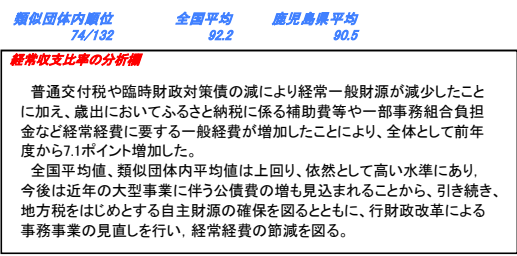 類似団体内順位 全国平均 鹿児島県平均
74/132 92.2 90.5
経常収支比率の分析欄
普通交付税や臨時財政対策債の減により経常一般財源が減少したこと
に加え、歳出においてふるさと納税に係る補助費等や一部事務組合負担
金など経常経費に要する一般経費が増加したことにより、全体として前年
度から7.1ポイント増加した。
全国平均値、類似団体内平均値は上回り、依然として高い水準にあり、
今後は近年の大型事業に伴う公債費の増も見込まれることから、引き続き、
地方税をはじめとする自主財源の確保を図るとともに、行財政改革による
事務事業の見直しを行い，経常経費の節減を図る。